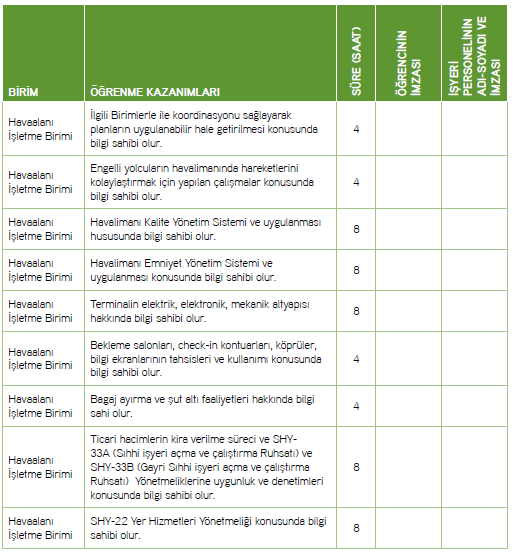 BİRİM
ÖĞRENME KAZANIMLARI
SÜRE (SAAT)
ÖĞRENCİNİN
İMZASI
İŞYERİ
PERSONELİNİN
ADI-SOYADI VE
İMZASI
Havaalanı
İşletme Birimi
İlgili Birimlerle ile koordinasyonu sağlayarak
planların uygulanabilir hale getirilmesi konusunda
bilgi sahibi olur.
4
Havaalanı
İşletme Birimi
Engelli yolcuların havalimanında hareketlerini
kolaylaştırmak için yapılan çalışmalar konusunda
bilgi sahibi olur.
4
Havaalanı
İşletme Birimi
Havalimanı Kalite Yönetim Sistemi ve uygulanması
hususunda bilgi sahibi olur.
8
Havaalanı
İşletme Birimi
Havalimanı Emniyet Yönetim Sistemi ve
uygulanması konusunda bilgi sahibi olur.
8
Havaalanı
İşletme Birimi
Terminalin elektrik, elektronik, mekanik altyapısı
hakkında bilgi sahibi olur.
8
Havaalanı
İşletme Birimi
Bekleme salonları, check-in kontuarları, köprüler,
bilgi ekranlarının tahsisleri ve kullanımı konusunda
bilgi sahibi olur.
4
Havaalanı
İşletme Birimi
Bagaj ayırma ve şut altı faaliyetleri hakkında bilgi
sahi olur.
4
Havaalanı
İşletme Birimi
Ticari hacimlerin kira verilme süreci ve SHY-
33A (Sıhhi işyeri açma ve çalıştırma Ruhsatı) ve
SHY-33B (Gayri Sıhhi işyeri açma ve çalıştırma
Ruhsatı) Yönetmeliklerine uygunluk ve denetimleri
konusunda bilgi sahibi olur.
8
Havaalanı
İşletme Birimi
SHY-22 Yer Hizmetleri Yönetmeliği konusunda bilgi
sahibi olur.
8